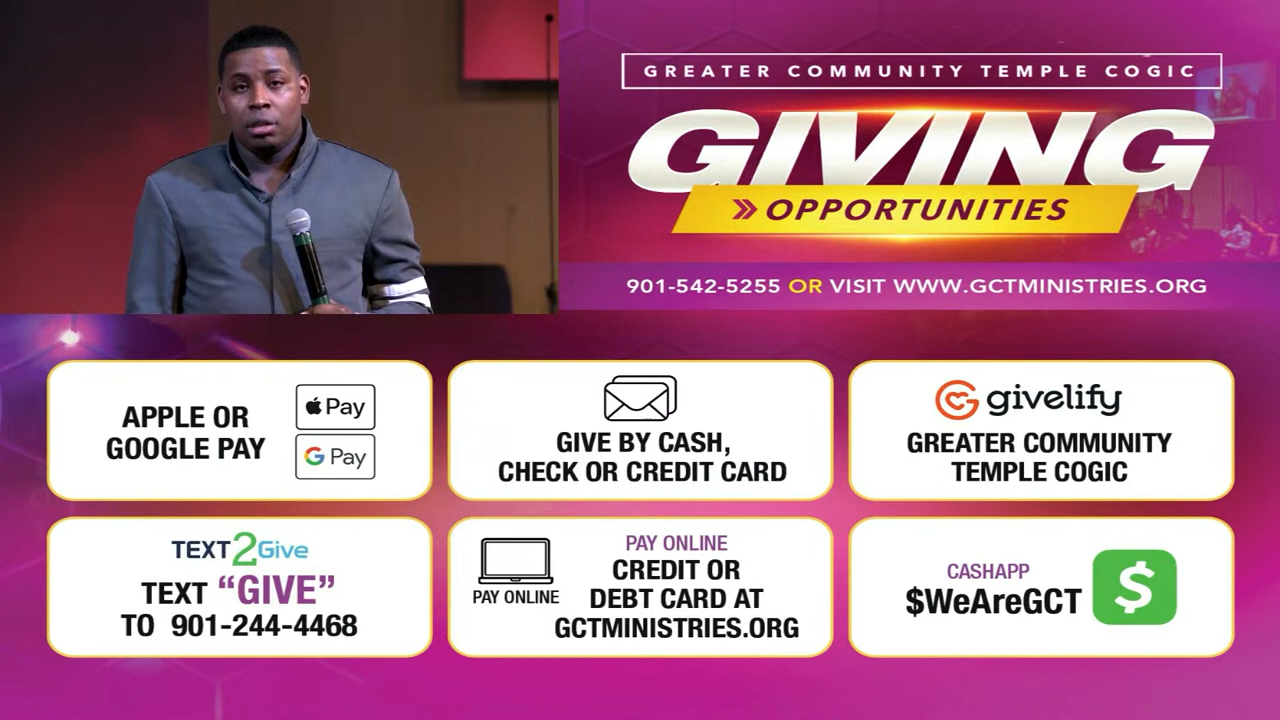 GREATER COMMUNITY TEMPLE COGIC
GIVING
OPPORTUNITIES
901-542-5255 OR VISIT WWW.GCTMINISTRIES.ORG
APPLE OR
GOOGLE PAY
Pay
G Pay
GIVE BY CASH,
CHECK OR CREDIT CARD
givelify
GREATER COMMUNITY
TEMPLE COGIC
TEXT2Give
TEXT “GIVE”
TO 901-244-4468
PAY ONLINE
PAY ONLINE
CREDIT OR
DEBT CARD AT
GCTMINISTRIES.ORG
CASHAPP
$WeAreGCT
$